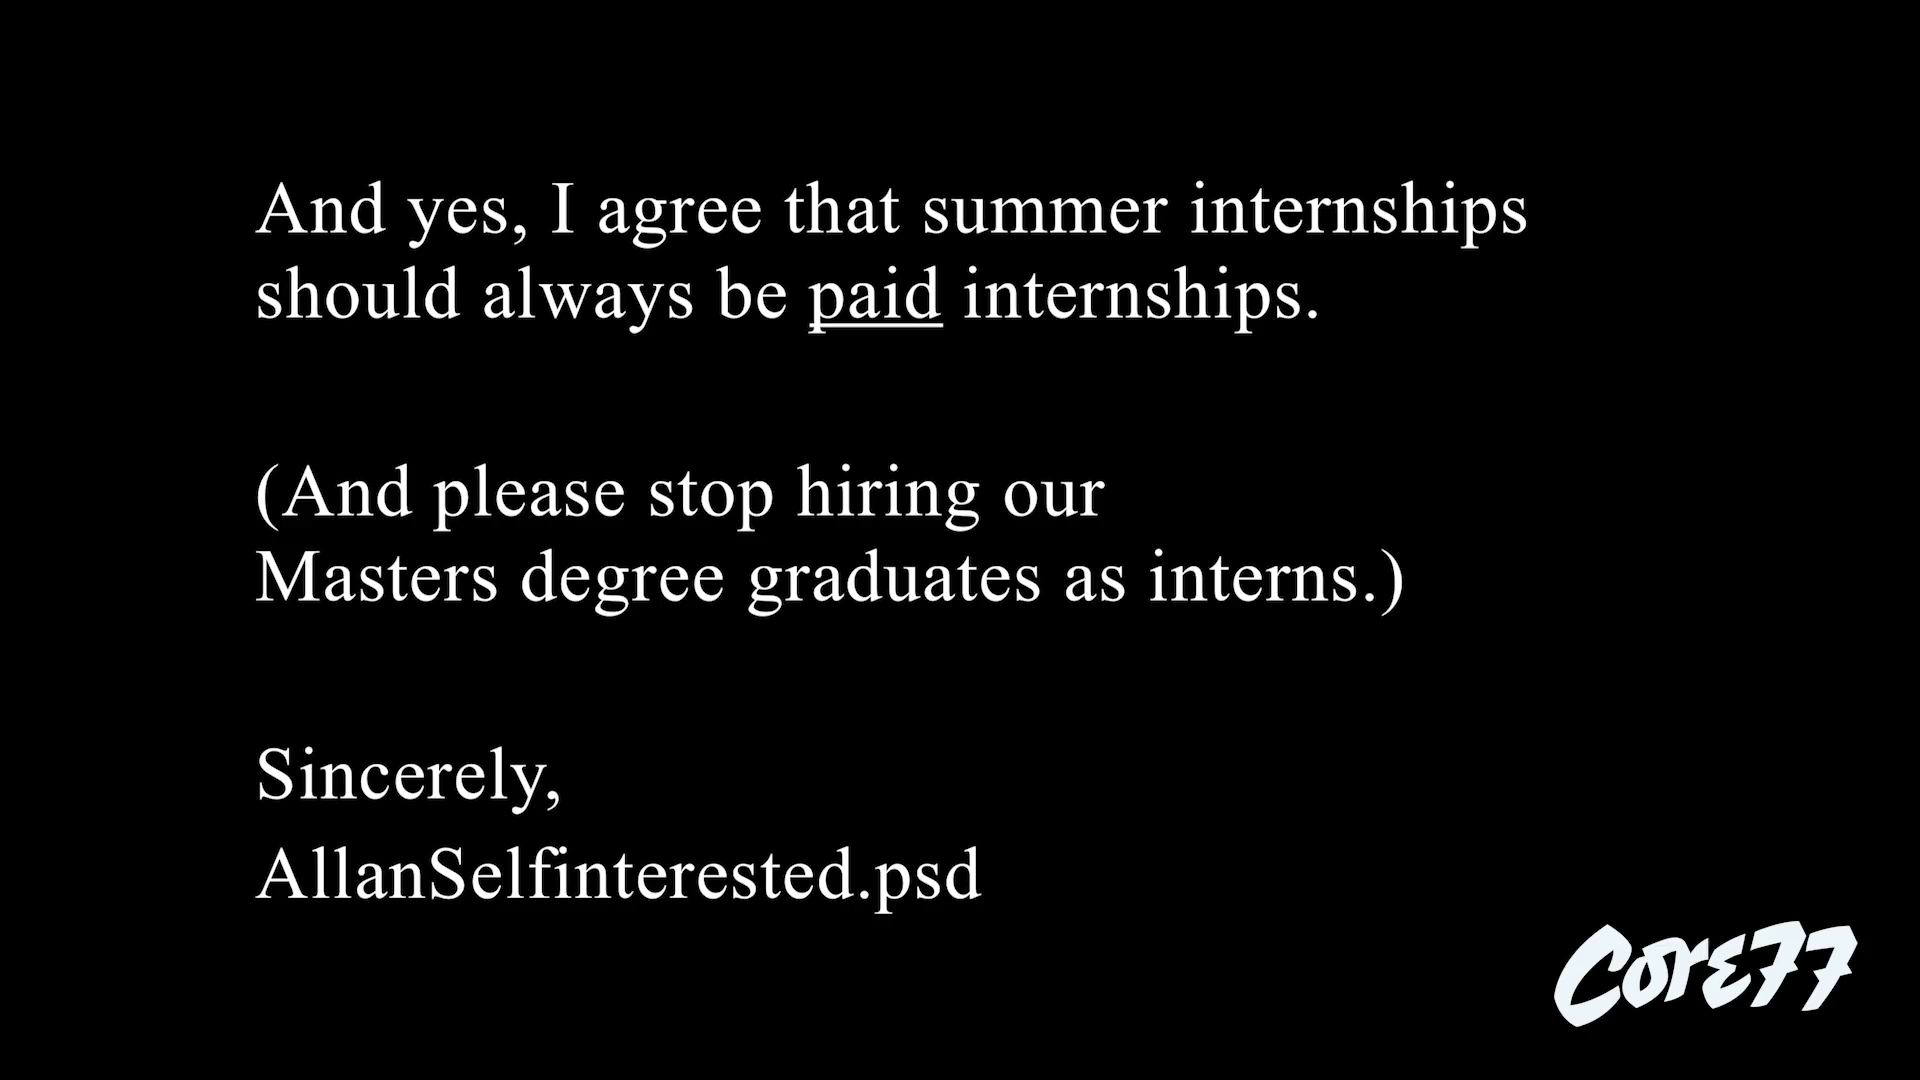 And yes, I agree that summer internships
should always be paid internships.
(And please stop hiring our
Masters degree graduates as interns.)
Sincerely,
AllanSelfinterested.psd
Core77